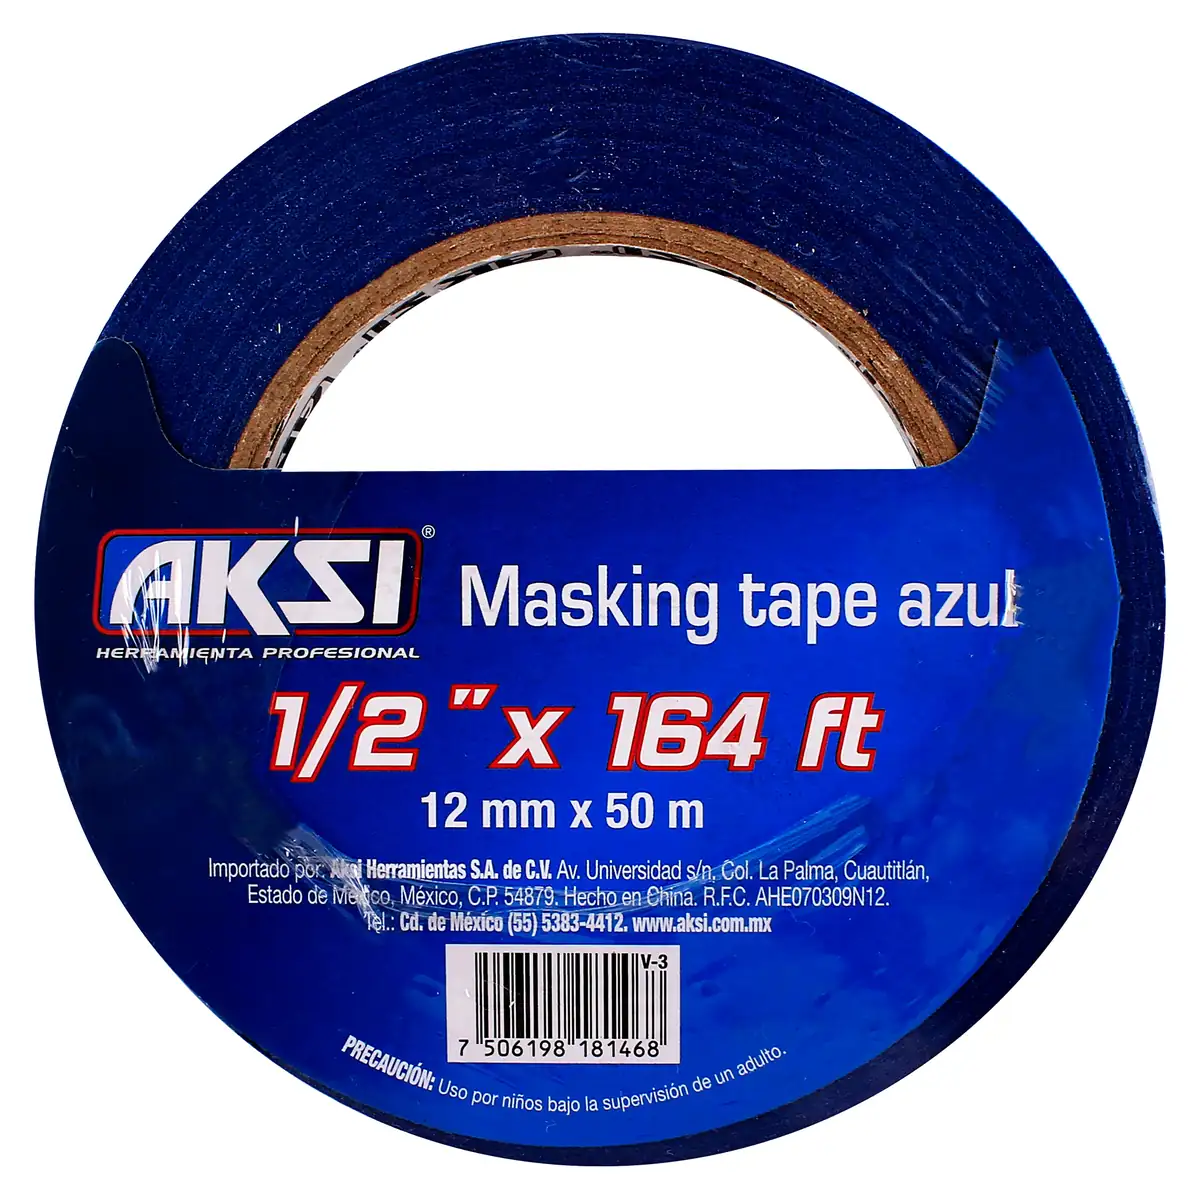 AKSI®
HERRAMIENTA PROFESIONAL
Masking tape azul
1/2" x 164 ft
12 mm x 50 m
Importado por: Aksi Herramientas S.A. de C.V. Av. Universidad s/n, Col. La Palma, Cuautitlán,
Estado de México, México, C.P. 54879. Hecho en China. R.F.C. AHE070309N12.
Tel.: Cd. de México (55) 5383-4412. www.aksi.com.mx
V-3
7 506198 181468
PRECAUCIÓN: Uso por niños bajo la supervisión de un adulto.